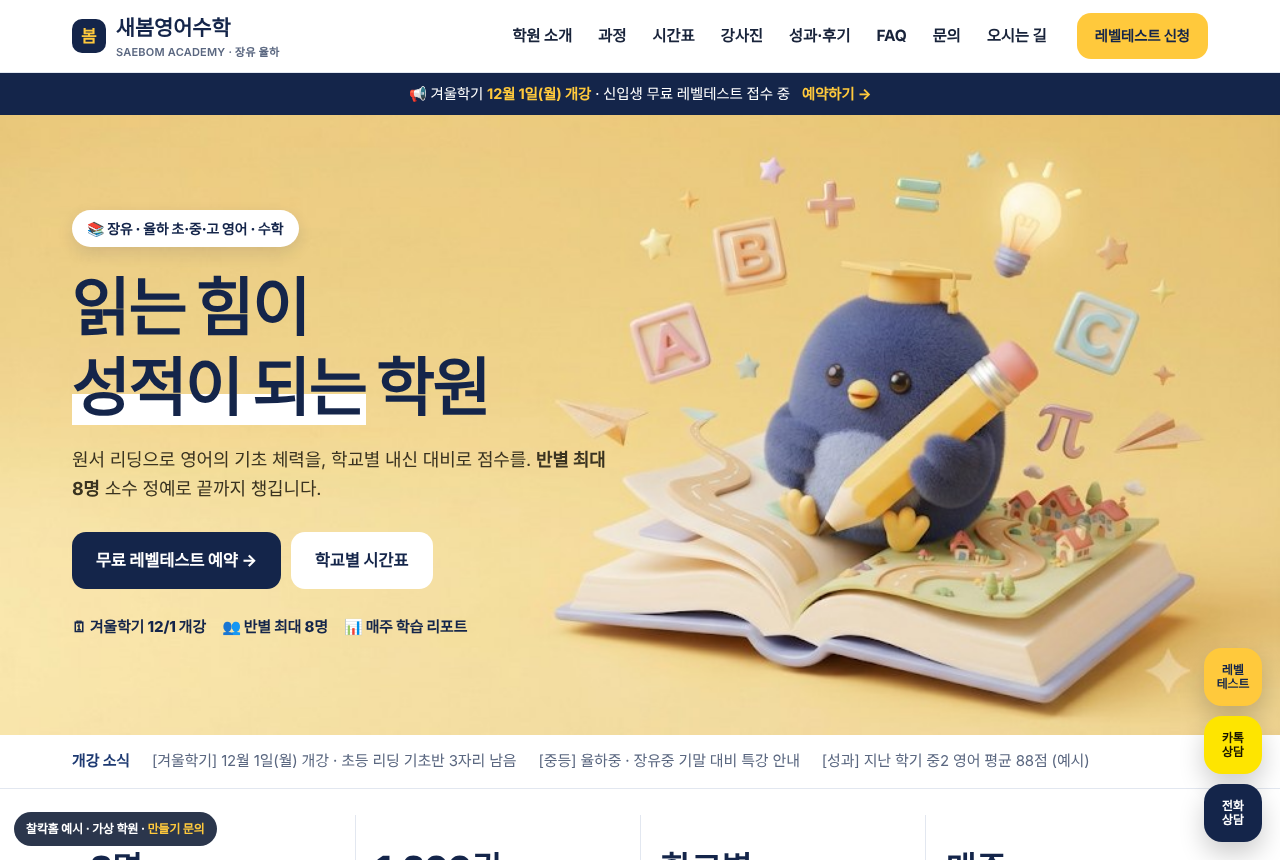 봄
새봄영어수학
SAEBOM ACADEMY · 장유 율하
학원 소개 과정 시간표 강사진 성과·후기 FAQ 문의 오시는 길 레벨테스트 신청
📢 겨울학기 12월 1일(월) 개강 · 신입생 무료 레벨테스트 접수 중 예약하기 →
📚 장유 · 율하 초·중·고 영어 · 수학
읽는 힘이
성적이 되는 학원
원서 리딩으로 영어의 기초 체력을, 학교별 내신 대비로 점수를. 반별 최대
8명 소수 정예로 끝까지 챙깁니다.
무료 레벨테스트 예약 → 학교별 시간표
🗓 겨울학기 12/1 개강 👥 반별 최대 8명 📊 매주 학습 리포트
A
B
C
+
=
π
레벨
테스트
카톡
상담
전화
상담
개강 소식 [겨울학기] 12월 1일(월) 개강 · 초등 리딩 기초반 3자리 남음 [중등] 율하중 · 장유중 기말 대비 특강 안내 [성과] 지난 학기 중2 영어 평균 88점 (예시)
찰칵홈 예시 · 가상 학원 · 만들기 문의